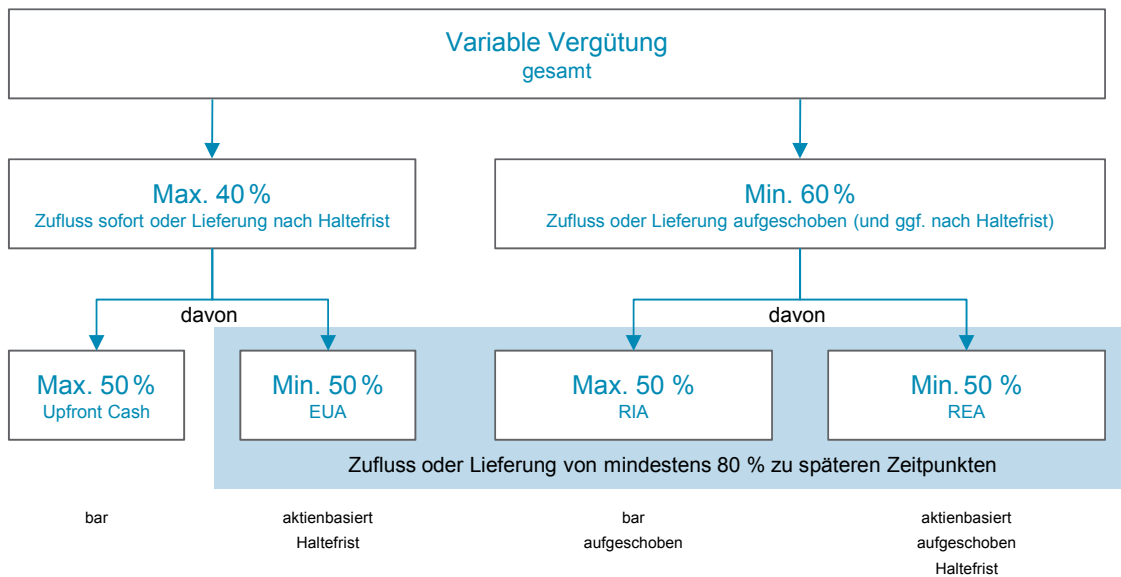 Variable Vergütung
gesamt
Max. 40 %
Zufluss sofort oder Lieferung nach Haltefrist
Min. 60 %
Zufluss oder Lieferung aufgeschoben (und ggf. nach Haltefrist)
davon
davon
Max. 50 %
Upfront Cash
Min. 50 %
EUA
Max. 50 %
RIA
Min. 50 %
REA
Zufluss oder Lieferung von mindestens 80 % zu späteren Zeitpunkten
bar
aktienbasiert
Haltefrist
bar
aufgeschoben
aktienbasiert
aufgeschoben
Haltefrist